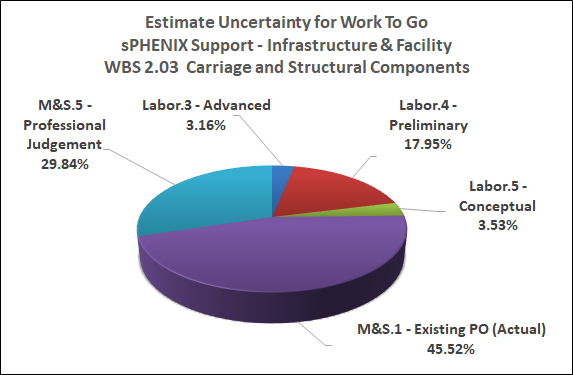 Estimate Uncertainty for Work To Go
sPHENIX Support - Infrastructure & Facility
WBS 2.03 Carriage and Structural Components
M&S.5 -
Professional
Judgement
29.84%
Labor.3 - Advanced
3.16%
Labor.4 -
Preliminary
17.95%
Labor.5 -
Conceptual
3.53%
M&S.1 - Existing PO (Actual)
45.52%